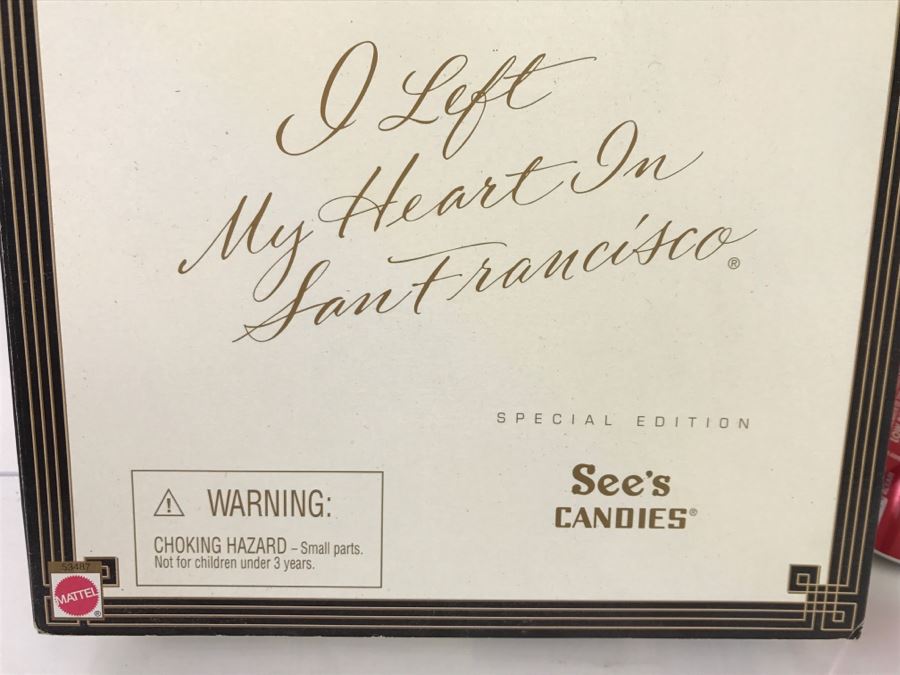 I Left
My Heart In
San Francisco®
SPECIAL EDITION
See's
CANDIES®
⚠ WARNING:
CHOKING HAZARD – Small parts.
Not for children under 3 years.
53487
MATTEL®